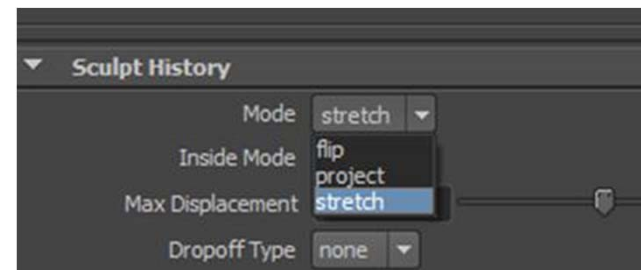 Sculpt History
Mode stretch
Inside Mode flip
project
Max Displacement stretch
Dropoff Type none